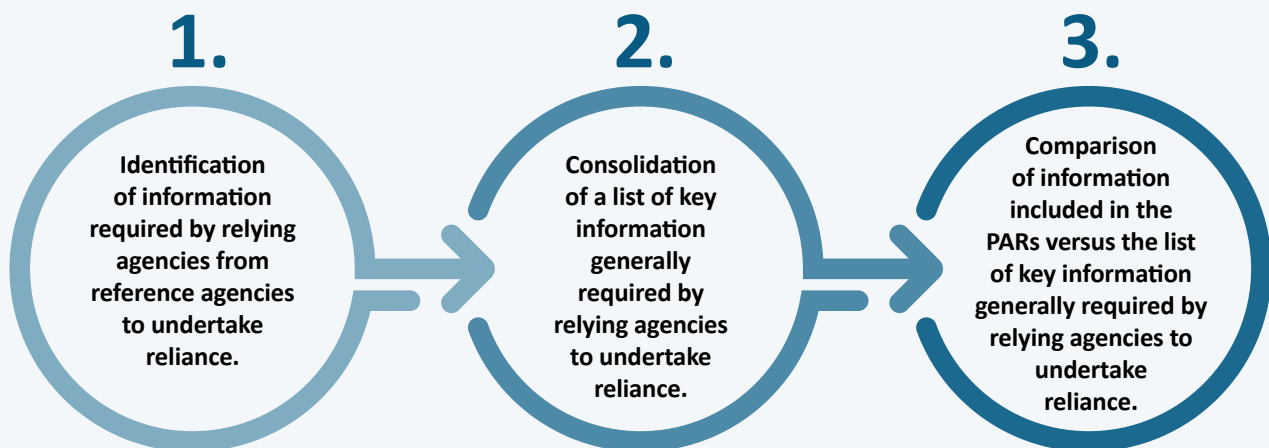 1.
Identification
of information
required by relying
agencies from
reference agencies
to undertake
reliance.
2.
Consolidation
of a list of key
information
generally
required by
relying agencies
to undertake
reliance.
3.
Comparison
of information
included in the
PARs versus the list
of key information
generally required by
relying agencies to
undertake
reliance.